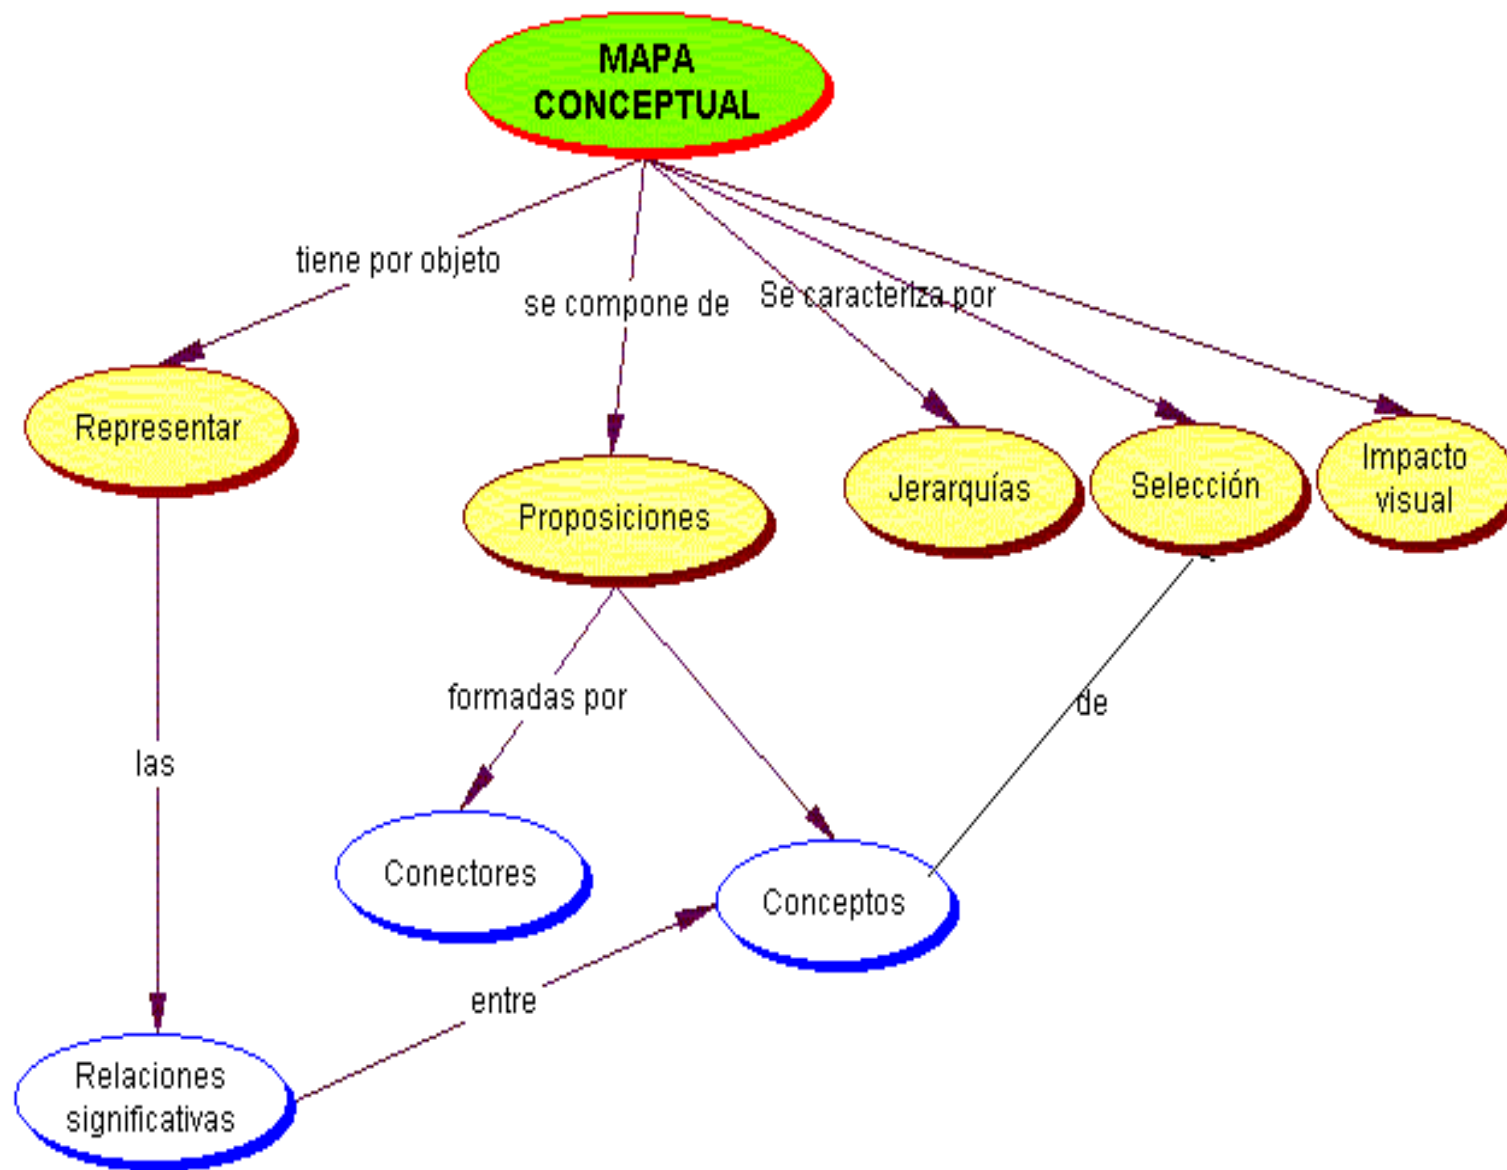 MAPA
CONCEPTUAL
tiene por objeto
se compone de
Se caracteriza por
Representar
Proposiciones
Jerarquías
Selección
Impacto
visual
formadas por
de
las
Conectores
Conceptos
entre
Relaciones
significativas